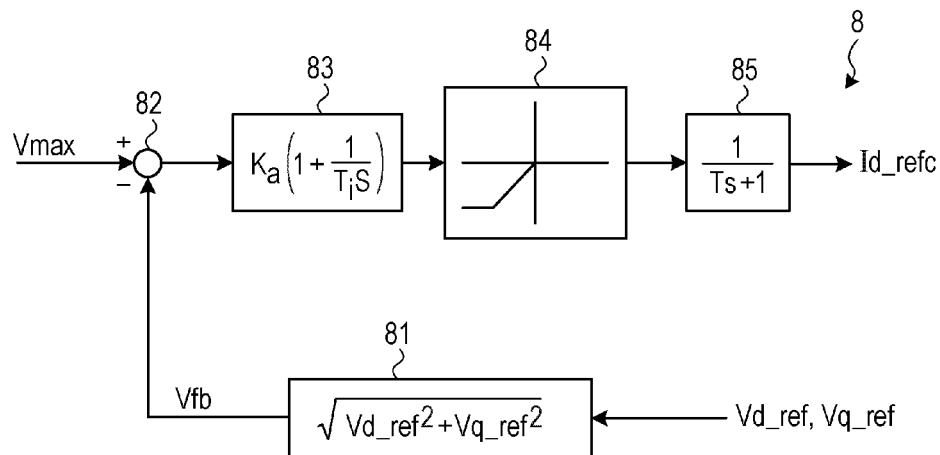 8
84
83
85
82
Vmax
+
−
Ka(1+1/TiS)
1/Ts+1
Id_refc
81
Vfb
√Vd_ref²+Vq_ref²
Vd_ref, Vq_ref